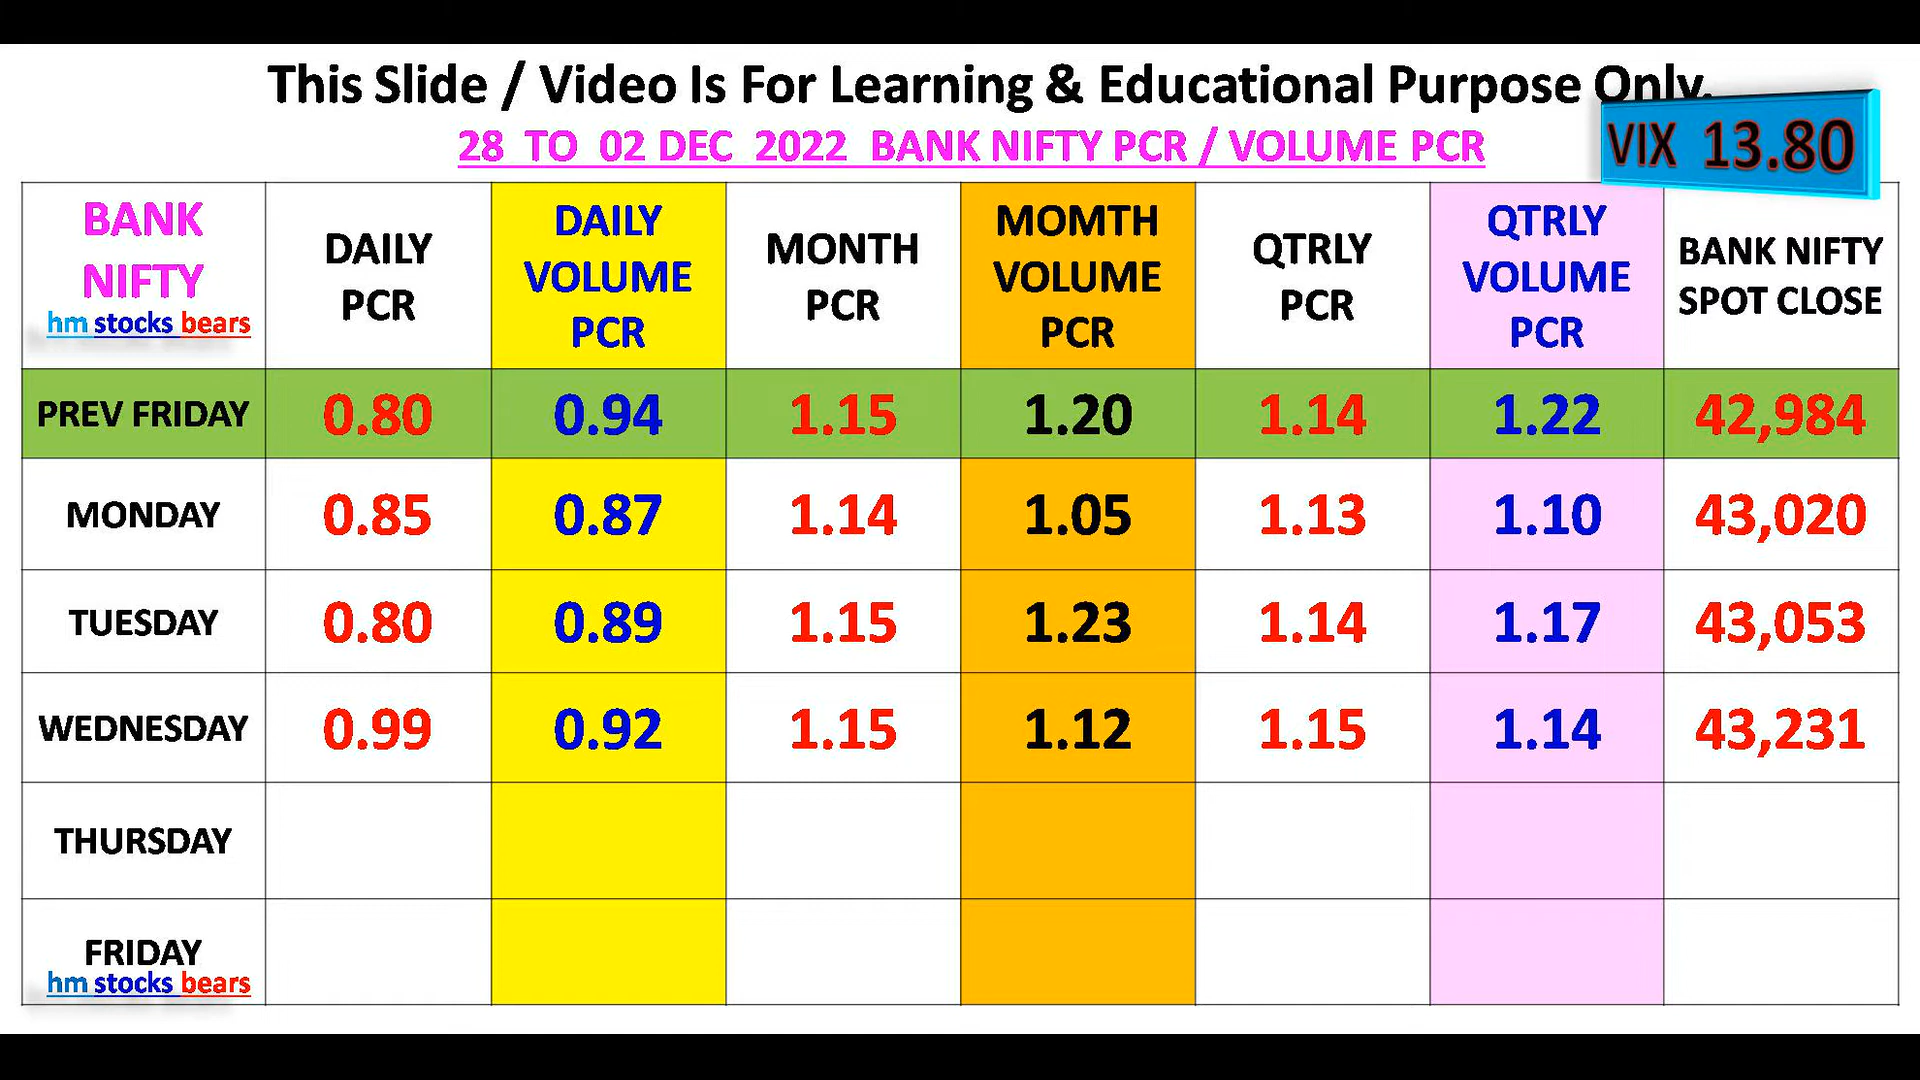 This Slide / Video Is For Learning & Educational Purpose Only.
28 TO 02 DEC 2022 BANK NIFTY PCR / VOLUME PCR
VIX 13.80
BANK
NIFTY
hm stocks bears
DAILY
PCR
DAILY
VOLUME
PCR
MONTH
PCR
MOMTH
VOLUME
PCR
QTRLY
PCR
QTRLY
VOLUME
PCR
BANK NIFTY
SPOT CLOSE
PREV FRIDAY 0.80 0.94 1.15 1.20 1.14 1.22 42,984
MONDAY 0.85 0.87 1.14 1.05 1.13 1.10 43,020
TUESDAY 0.80 0.89 1.15 1.23 1.14 1.17 43,053
WEDNESDAY 0.99 0.92 1.15 1.12 1.15 1.14 43,231
THURSDAY
FRIDAY
hm stocks bears